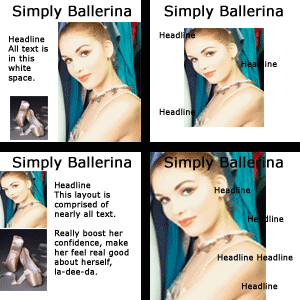 Simply Ballerina
Headline
All text is
in this
white
space.
Simply Ballerina
Headline
Headline
Headline
Simply Ballerina
Headline
This layout is
comprised of
nearly all text.
Really boost her
confidence, make
her feel real good
about herself,
la-dee-da.
Simply Ballerina
Headline
Headline
Headline Headline
Headline